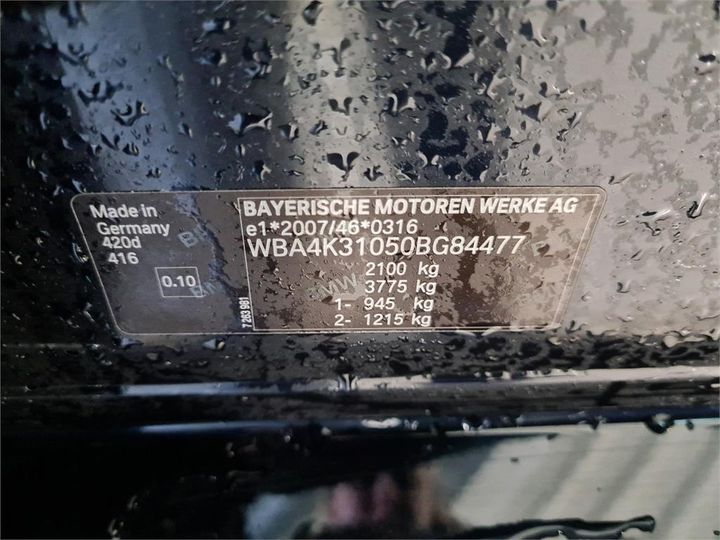 Made in
Germany
420d
416
0.10
7 263 981
BAYERISCHE MOTOREN WERKE AG
e1*2007/46*0316
WBA4K31050BG84477
2100 kg
3775 kg
1- 945 kg
2- 1215 kg